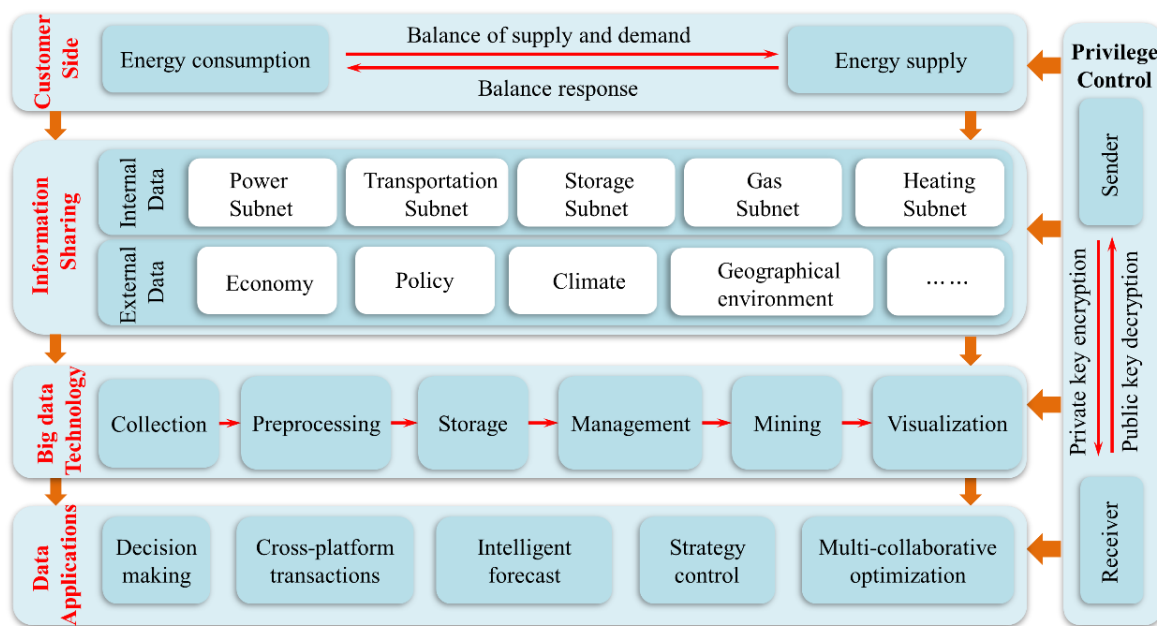 Customer
Side
Energy consumption
Balance of supply and demand
Balance response
Energy supply
Privilege
Control
Sender
Private key encryption
Public key decryption
Receiver
Information
Sharing
Internal
Data
Power
Subnet
Transportation
Subnet
Storage
Subnet
Gas
Subnet
Heating
Subnet
External
Data
Economy
Policy
Climate
Geographical
environment
... ...
Big data
Technology
Collection
Preprocessing
Storage
Management
Mining
Visualization
Data
Applications
Decision
making
Cross-platform
transactions
Intelligent
forecast
Strategy
control
Multi-collaborative
optimization